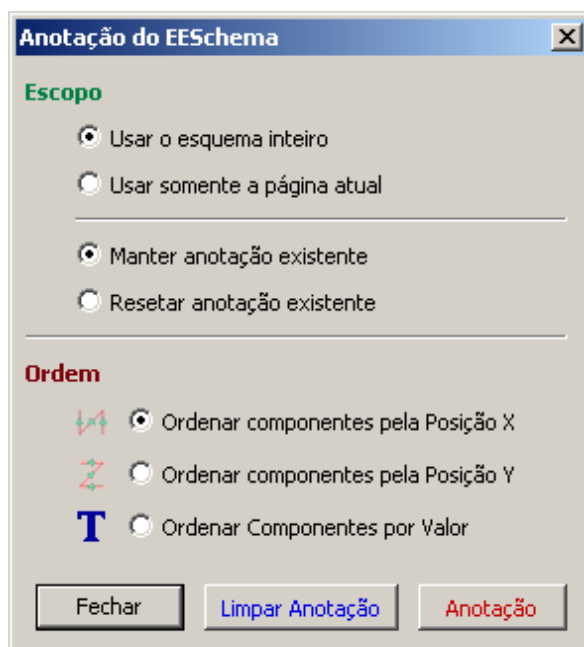 Anotação do EESchema
Escopo
Usar o esquema inteiro
Usar somente a página atual
Manter anotação existente
Resetar anotação existente
Ordem
Ordenar componentes pela Posição X
Ordenar componentes pela Posição Y
T Ordenar Componentes por Valor
Fechar Limpar Anotação Anotação